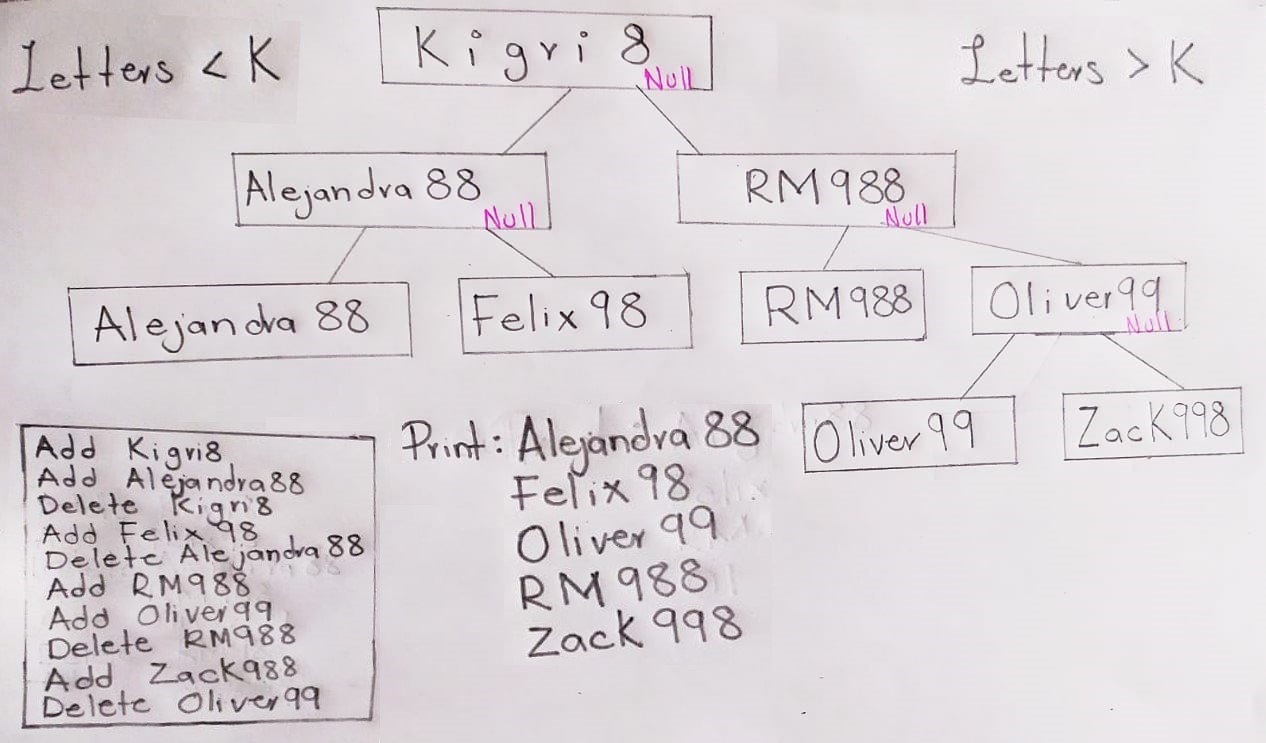 Letters < K
Kigri 8
Null
Letters > K
Alejandra 88
Null
RM988
Null
Alejandra 88
Felix 98
RM988
Oliver99
Null
Oliver 99
Zack998
Add Kigri8
Add Alejandra88
Delete Kigri8
Add Felix 98
Delete Alejandra 88
Add RM988
Add Oliver99
Delete RM988
Add Zack988
Delete Oliver99
Print: Alejandra 88
Felix 98
Oliver 99
RM 988
Zack 998